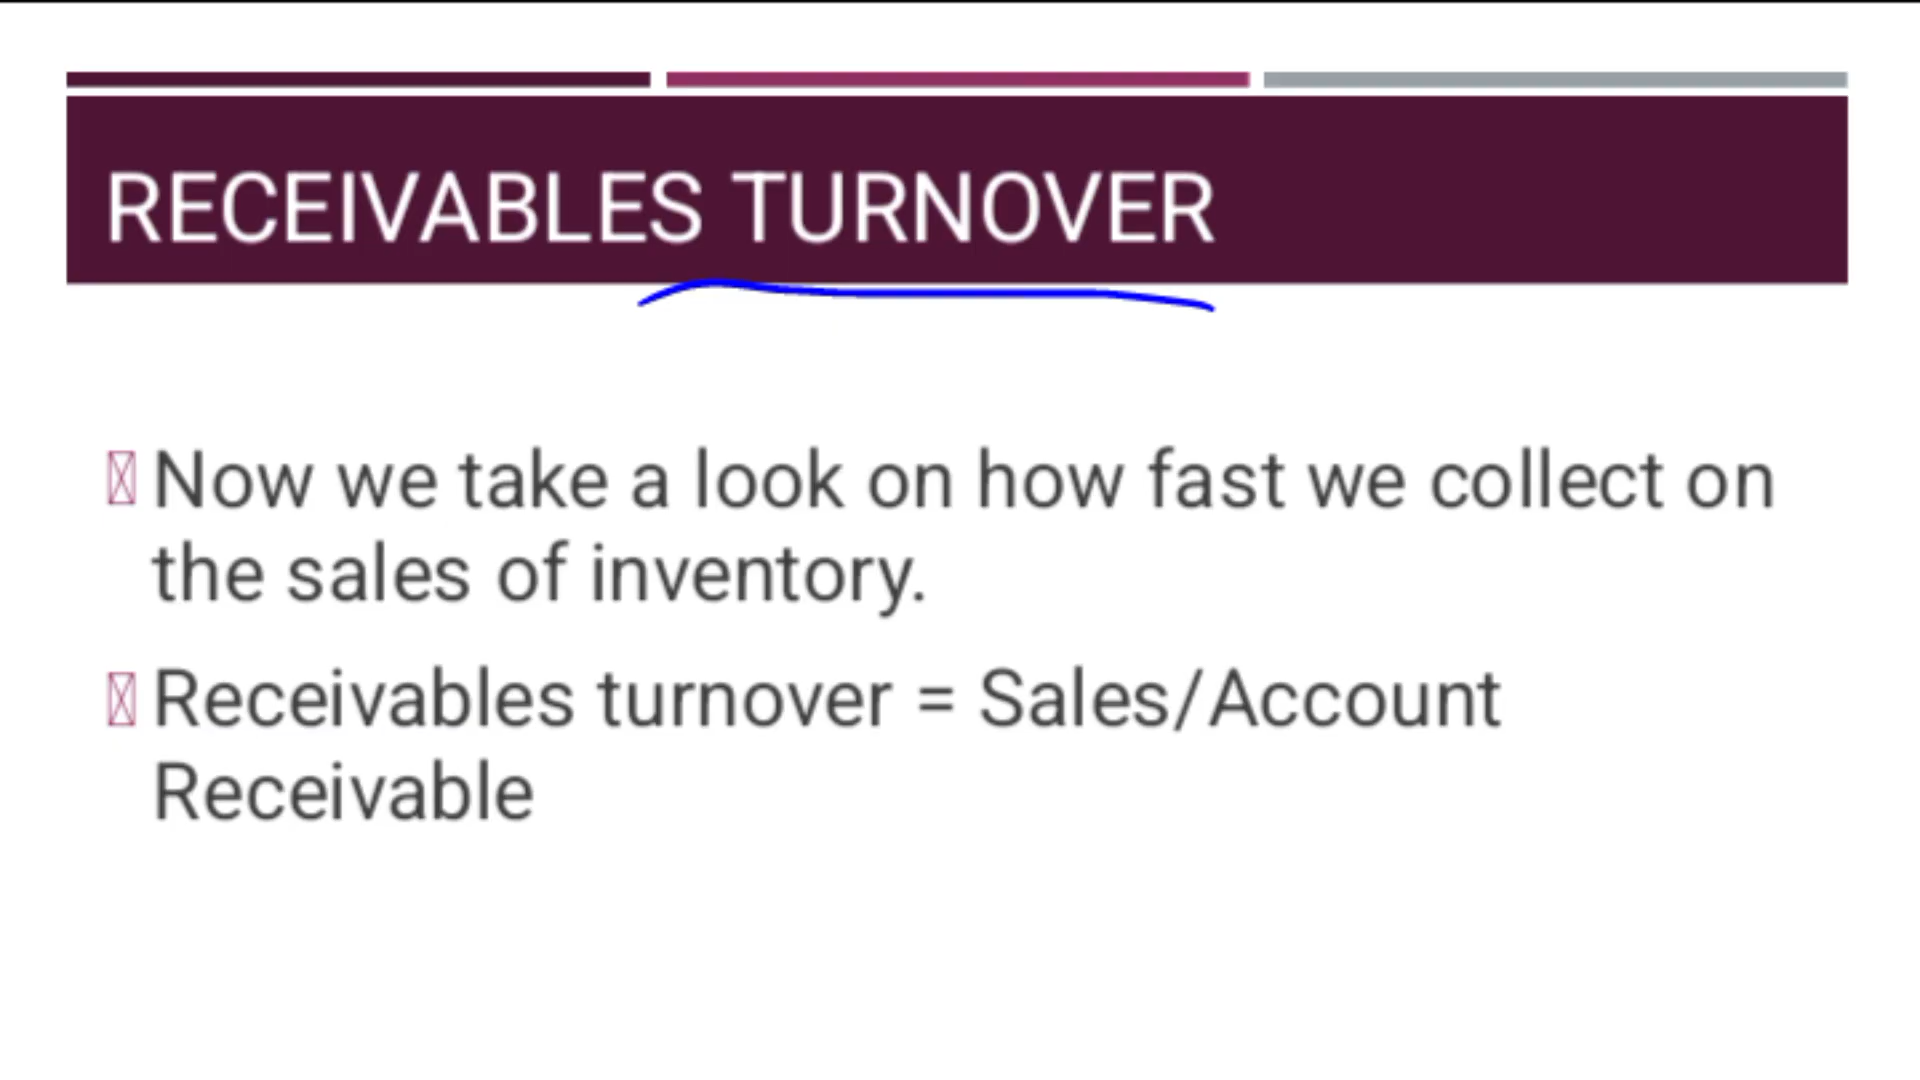 RECEIVABLES TURNOVER
Now we take a look on how fast we collect on
the sales of inventory.
Receivables turnover = Sales/Account
Receivable